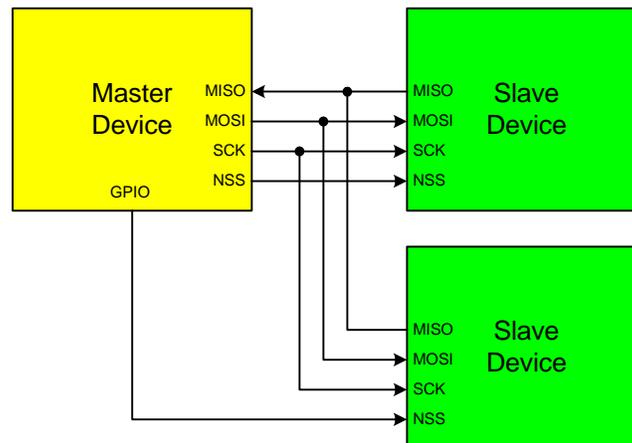 Master
Device
MISO
MOSI
SCK
NSS
GPIO
MISO
MOSI
SCK
NSS
Slave
Device
MISO
MOSI
SCK
NSS
Slave
Device